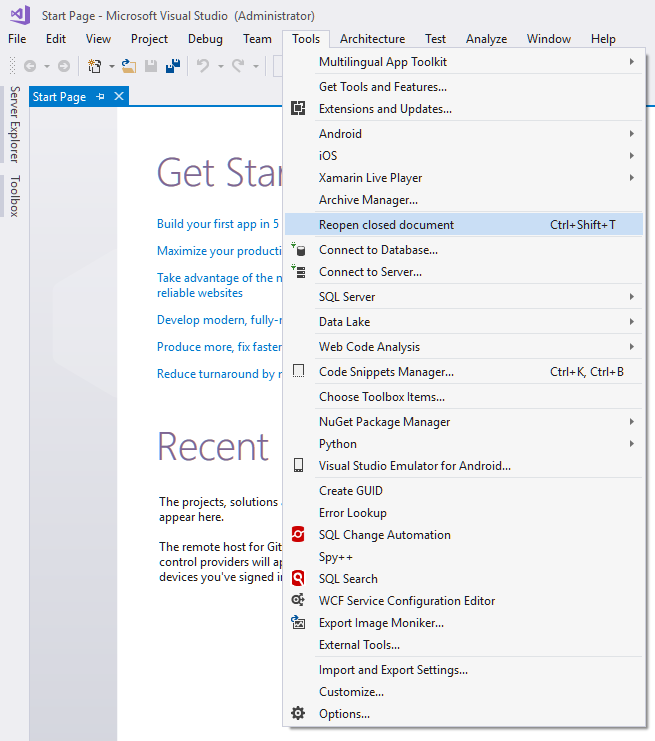 Start Page - Microsoft Visual Studio (Administrator)
File Edit View Project Debug Team Tools Architecture Test Analyze Window Help
Server Explorer
Toolbox
Start Page
Get Star
Build your first app in 5
Maximize your producti
Take advantage of the n
reliable websites
Develop modern, fully-n
Produce more, fix faster
Reduce turnaround by r
Recent
The projects, solutions a
appear here.
The remote host for Git
control providers will ap
devices you've signed in
Multilingual App Toolkit
Get Tools and Features...
Extensions and Updates...
Android
iOS
Xamarin Live Player
Archive Manager...
Reopen closed document Ctrl+Shift+T
Connect to Database...
Connect to Server...
SQL Server
Data Lake
Web Code Analysis
Code Snippets Manager... Ctrl+K, Ctrl+B
Choose Toolbox Items...
NuGet Package Manager
Python
Visual Studio Emulator for Android...
Create GUID
Error Lookup
SQL Change Automation
Spy++
SQL Search
WCF Service Configuration Editor
Export Image Moniker...
External Tools...
Import and Export Settings...
Customize...
Options...